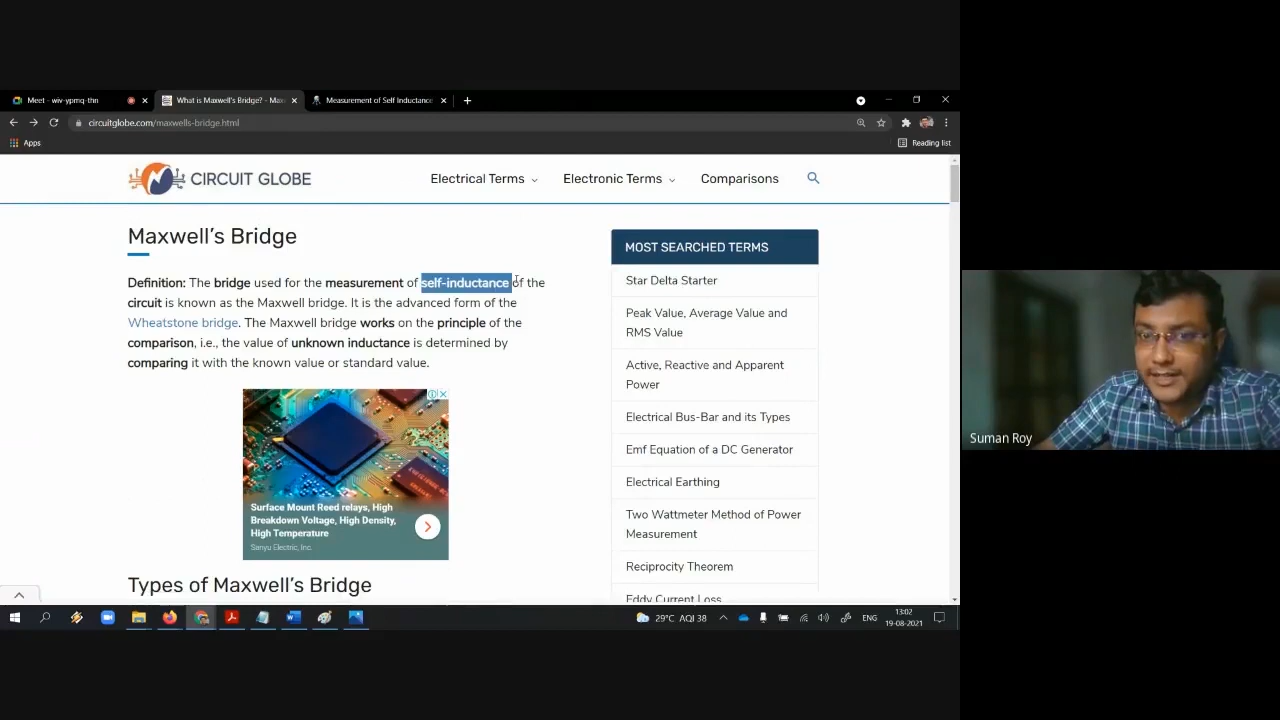 Meet - wiv-ypmq-thn
What is Maxwell's Bridge? - Max
Measurement of Self Inductance
circuitglobe.com/maxwells-bridge.html
Apps
Reading list
CIRCUIT GLOBE
Electrical Terms
Electronic Terms
Comparisons
Maxwell's Bridge
Definition: The bridge used for the measurement of self-inductance of the
circuit is known as the Maxwell bridge. It is the advanced form of the
Wheatstone bridge. The Maxwell bridge works on the principle of the
comparison, i.e., the value of unknown inductance is determined by
comparing it with the known value or standard value.
Surface Mount Reed relays, High
Breakdown Voltage, High Density,
High Temperature
Sanyu Electric, Inc.
Types of Maxwell's Bridge
MOST SEARCHED TERMS
Star Delta Starter
Peak Value, Average Value and
RMS Value
Active, Reactive and Apparent
Power
Electrical Bus-Bar and its Types
Emf Equation of a DC Generator
Electrical Earthing
Two Wattmeter Method of Power
Measurement
Reciprocity Theorem
Eddy Current Loss
Suman Roy
29°C AQI 38
ENG
13:02
19-08-2021